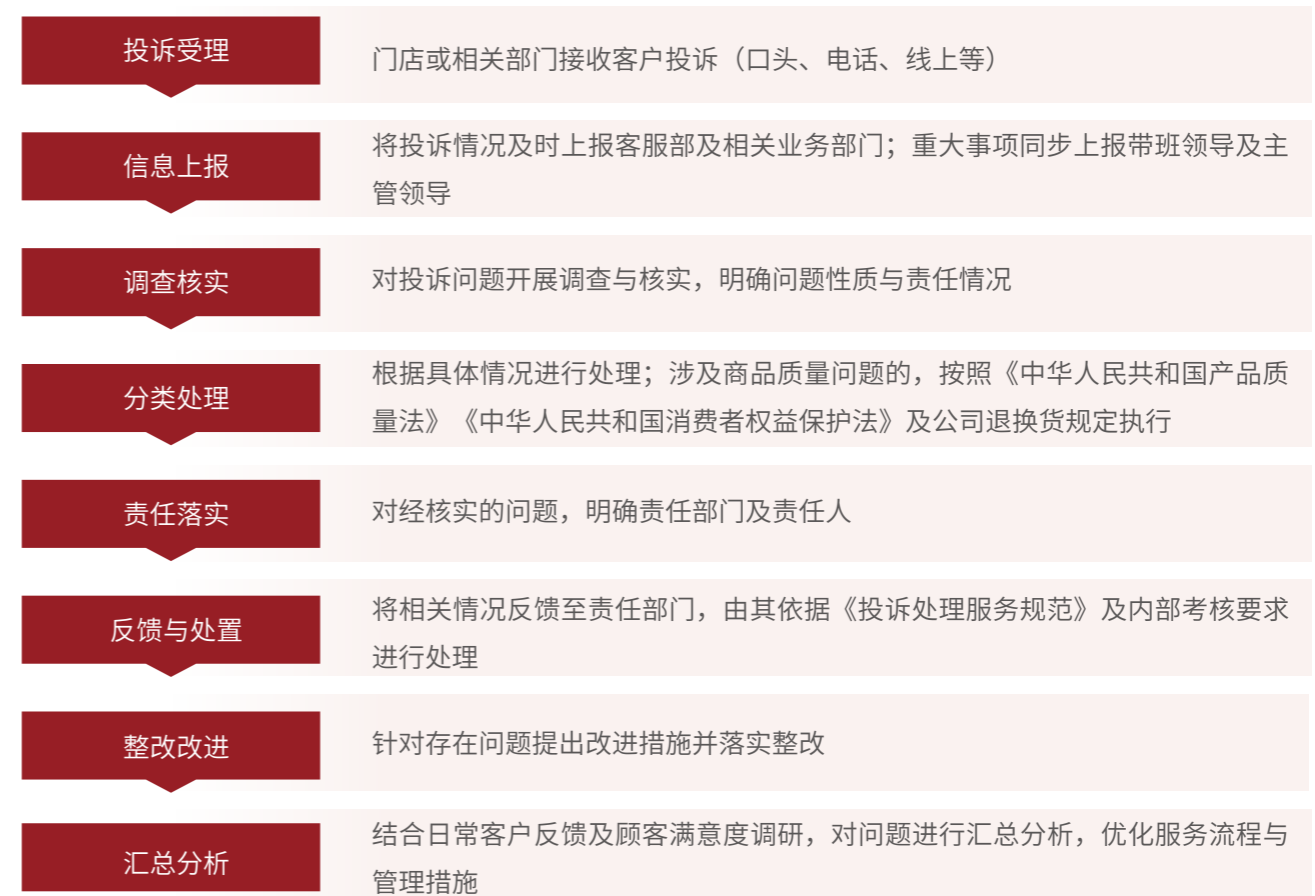 投诉受理
门店或相关部门接收客户投诉（口头、电话、线上等）
信息上报
将投诉情况及时上报客服部及相关业务部门；重大事项同步上报带班领导及主
管领导
调查核实
对投诉问题开展调查与核实，明确问题性质与责任情况
分类处理
根据具体情况进行处理；涉及商品质量问题的，按照《中华人民共和国产品质
量法》《中华人民共和国消费者权益保护法》及公司退换货规定执行
责任落实
对经核实的问题，明确责任部门及责任人
反馈与处置
将相关情况反馈至责任部门，由其依据《投诉处理服务规范》及内部考核要求
进行处理
整改改进
针对存在问题提出改进措施并落实整改
汇总分析
结合日常客户反馈及顾客满意度调研，对问题进行汇总分析，优化服务流程与
管理措施